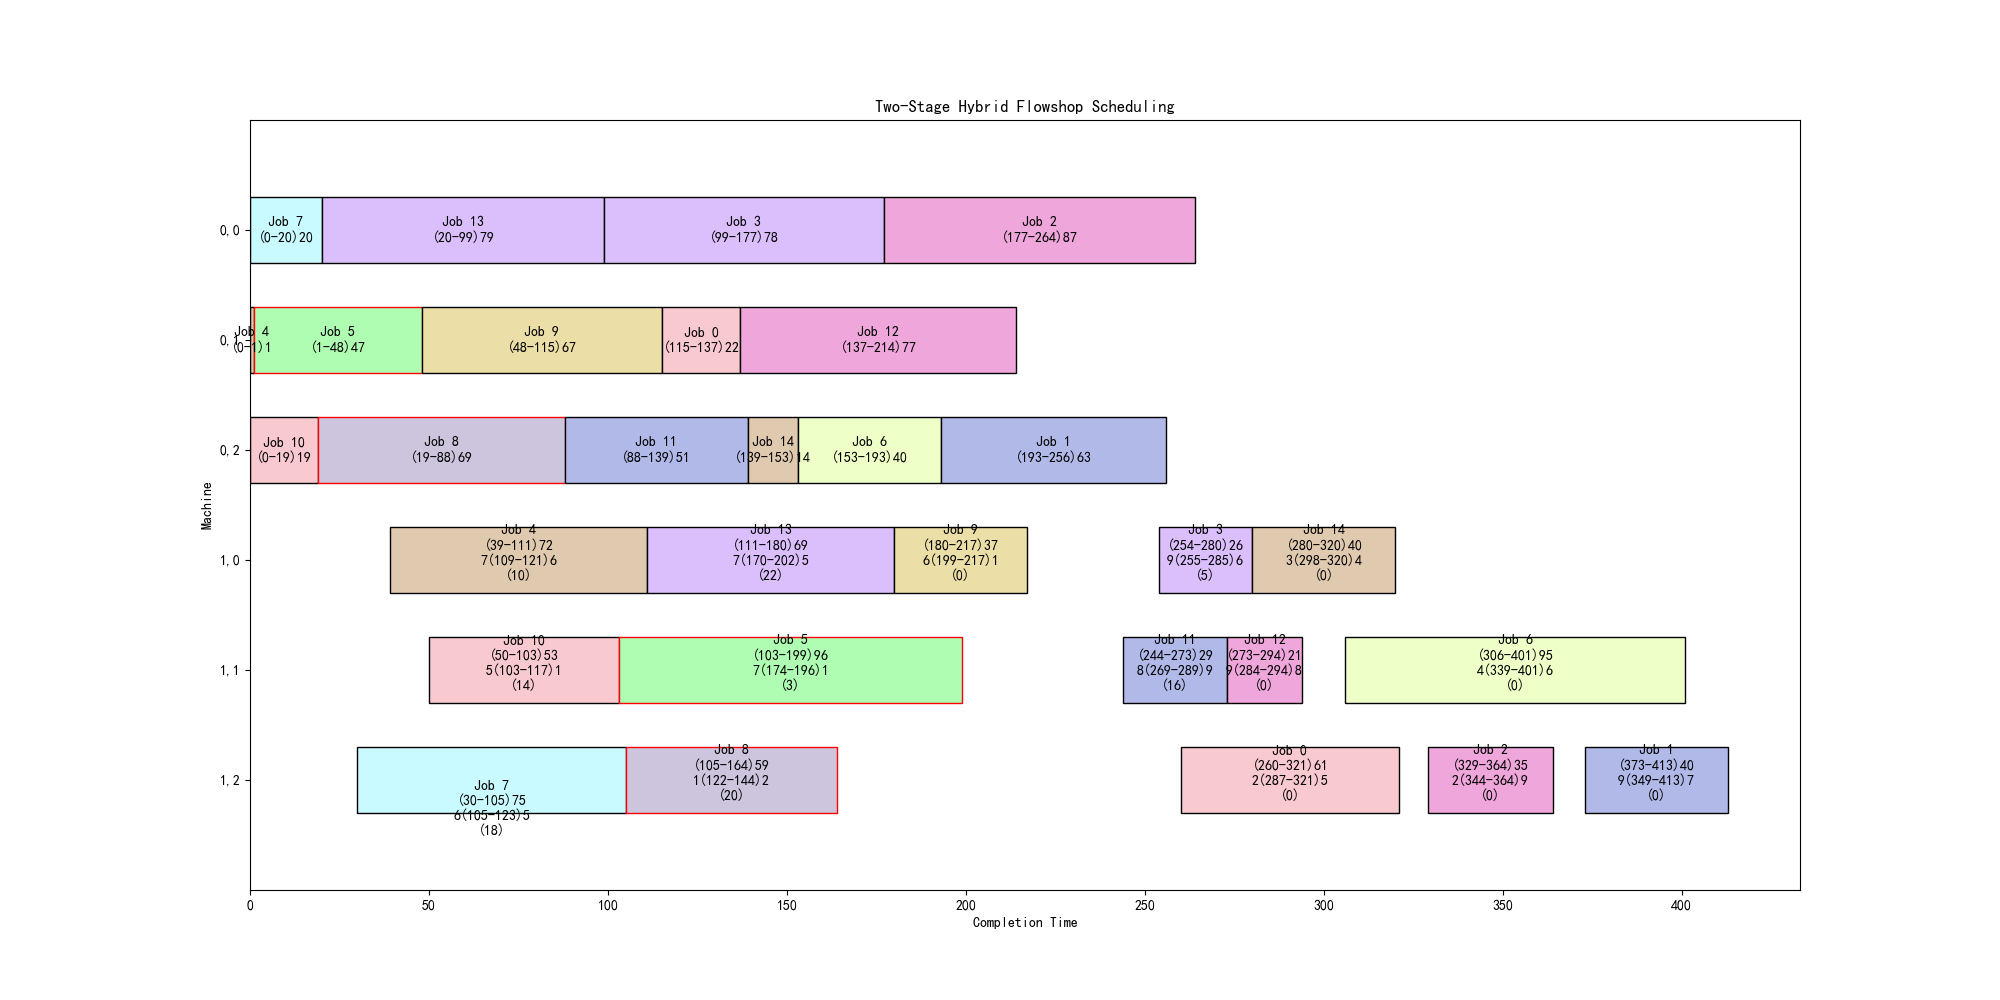 Two-Stage Hybrid Flowshop Scheduling
Machine
0,0
Job 7
(0-20)20
Job 13
(20-99)79
Job 3
(99-177)78
Job 2
(177-264)87
0,1
Job 4
(0-1)1
Job 5
(1-48)47
Job 9
(48-115)67
Job 0
(115-137)22
Job 12
(137-214)77
0,2
Job 10
(0-19)19
Job 8
(19-88)69
Job 11
(88-139)51
Job 14
(139-153)14
Job 6
(153-193)40
Job 1
(193-256)63
1,0
Job 4
(39-111)72
7(109-121)6
(10)
Job 13
(111-180)69
7(170-202)5
(22)
Job 9
(180-217)37
6(199-217)1
(0)
Job 3
(254-280)26
9(255-285)6
(5)
Job 14
(280-320)40
3(298-320)4
(0)
1,1
Job 10
(50-103)53
5(103-117)1
(14)
Job 5
(103-199)96
7(174-196)1
(3)
Job 11
(244-273)29
8(269-289)9
(16)
Job 12
(273-294)21
9(284-294)8
(0)
Job 6
(306-401)95
4(339-401)6
(0)
1,2
Job 7
(30-105)75
6(105-123)5
(18)
Job 8
(105-164)59
1(122-144)2
(20)
Job 0
(260-321)61
2(287-321)5
(0)
Job 2
(329-364)35
2(344-364)9
(0)
Job 1
(373-413)40
9(349-413)7
(0)
0
50
100
150
200
250
300
350
400
Completion Time